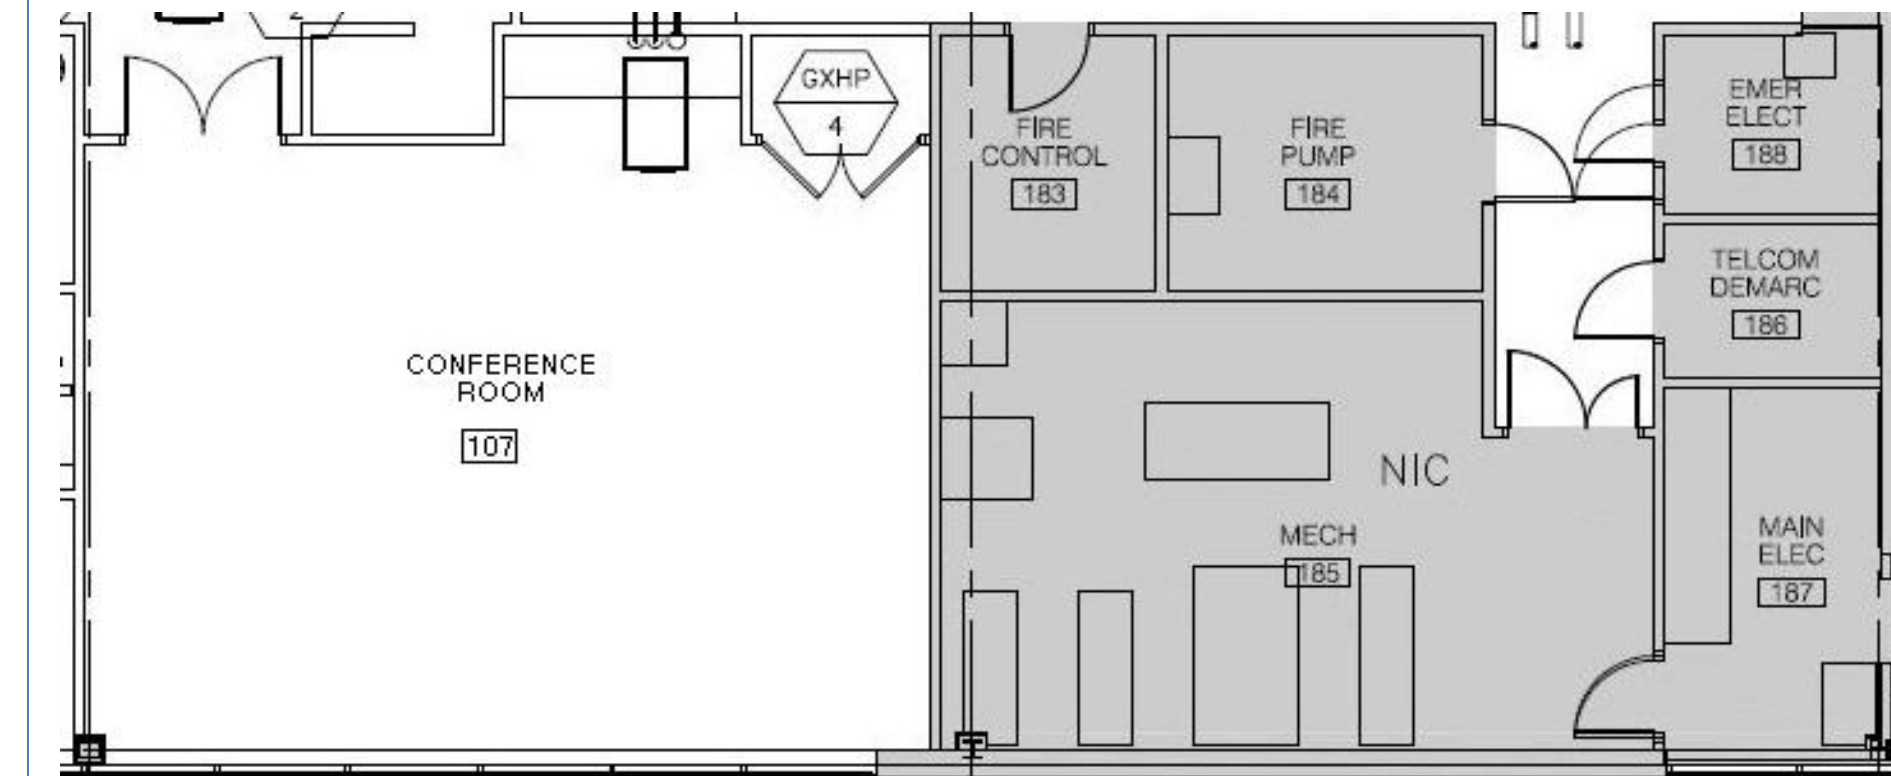 2
GXHP
4
FIRE
CONTROL
183
FIRE
PUMP
184
EMER
ELECT
188
TELCOM
DEMARC
186
CONFERENCE
ROOM
107
NIC
MECH
185
MAIN
ELEC
187